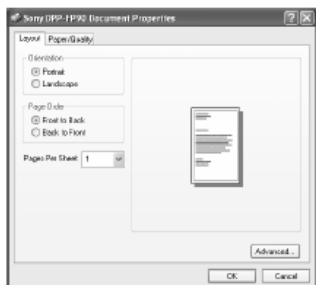 Sony DPP-FP90 Document Properties
Layout Paper/Quality
Orientation
Portrait
Landscape
Page Order
Front to Back
Back to Front
Pages Per Sheet: 1
Advanced...
OK Cancel